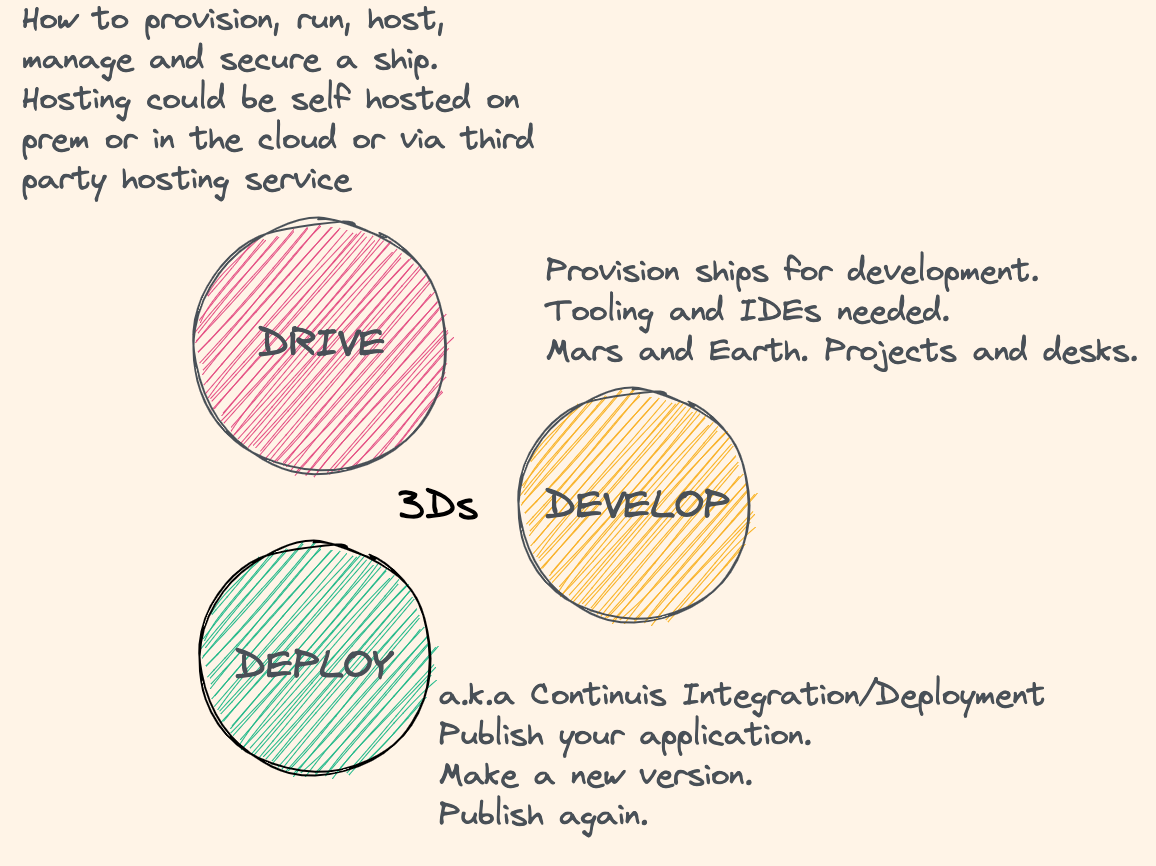 How to provision, run, host,
manage and secure a ship.
Hosting could be self hosted on
prem or in the cloud or via third
party hosting service
DRIVE
Provision ships for development.
Tooling and IDEs needed.
Mars and Earth. Projects and desks.
3Ds
DEVELOP
DEPLOY
a.k.a Continuis Integration/Deployment
Publish your application.
Make a new version.
Publish again.